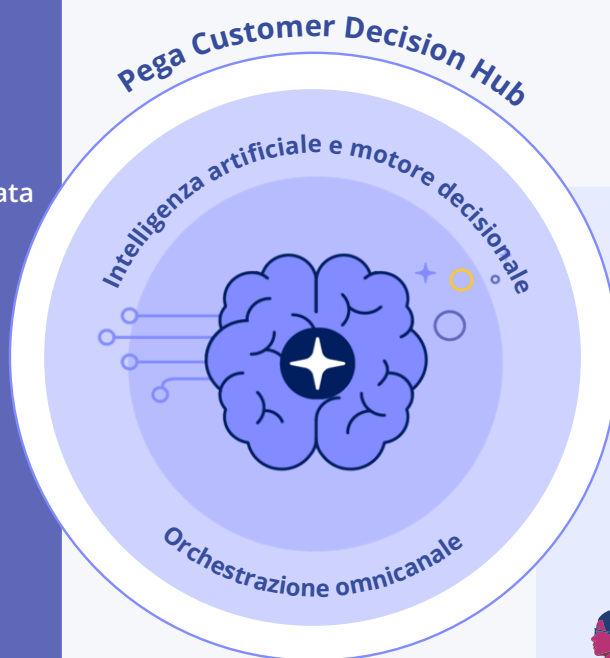 Pega Customer Decision Hub
Intelligenza artificiale e motore decisionale
ata
Orchestrazione omnicanale